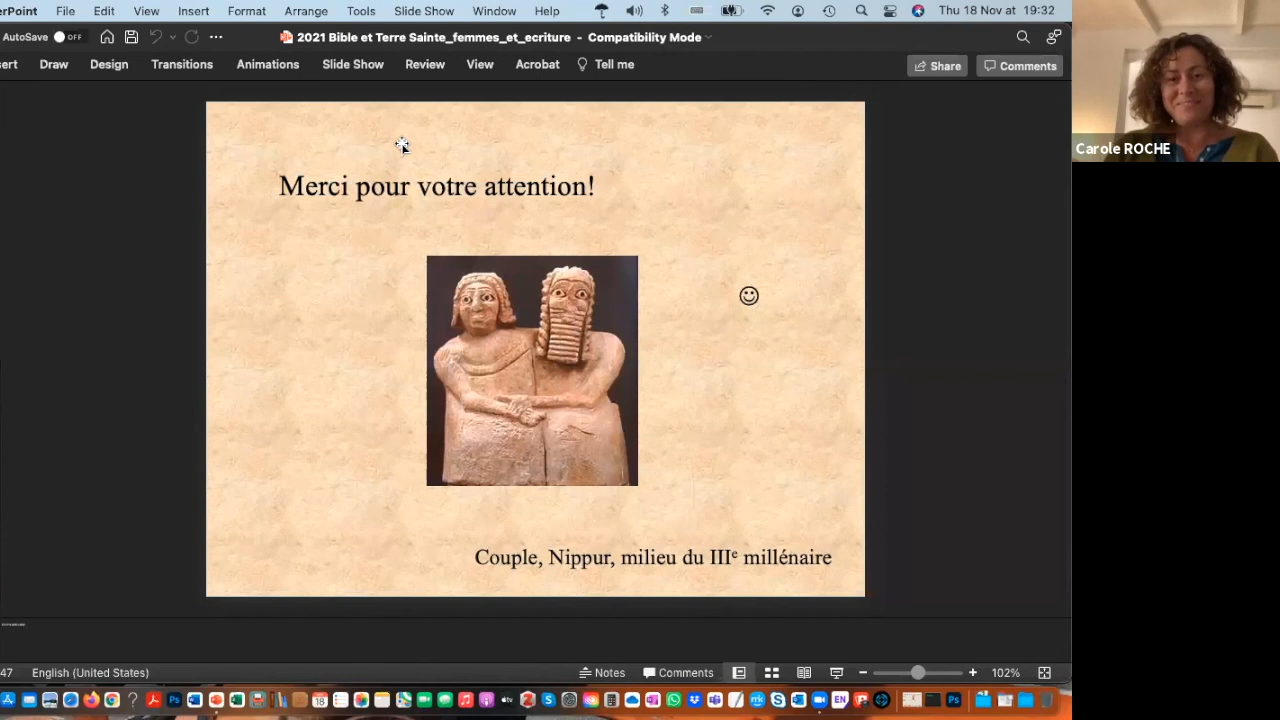 erPoint File Edit View Insert Format Arrange Tools Slide Show Window Help Thu 18 Nov at 19:32
AutoSave OFF 2021 Bible et Terre Sainte_femmes_et_ecriture - Compatibility Mode
sert Draw Design Transitions Animations Slide Show Review View Acrobat Tell me Share Comments
Carole ROCHE
Merci pour votre attention!
Couple, Nippur, milieu du IIIᵉ millénaire
47 English (United States) Notes Comments 102%